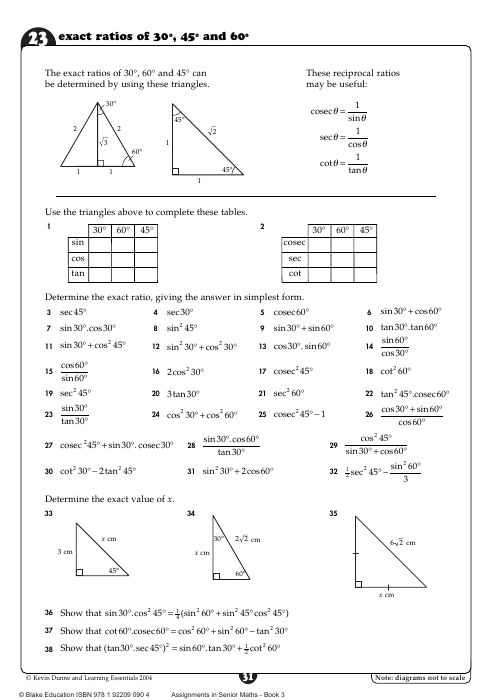 23 exact ratios of 30°, 45° and 60°
The exact ratios of 30°, 60° and 45° can
be determined by using these triangles.
These reciprocal ratios
may be useful:
30°
2 2
√3
60°
1 1
45°
√2
1
45°
1
cosec θ = 1/sin θ
sec θ = 1/cos θ
cot θ = 1/tan θ
Use the triangles above to complete these tables.
1 30° 60° 45°
sin
cos
tan
2 30° 60° 45°
cosec
sec
cot
Determine the exact ratio, giving the answer in simplest form.
3 sec 45° 4 sec 30° 5 cosec 60° 6 sin 30° + cos 60°
7 sin 30°.cos 30° 8 sin² 45° 9 sin 30° + sin 60° 10 tan 30°.tan 60°
11 sin 30° + cos² 45° 12 sin² 30° + cos² 30° 13 cos 30°. sin 60° 14 sin 60°/cos 30°
15 cos 60°/sin 60° 16 2 cos² 30° 17 cosec² 45° 18 cot² 60°
19 sec² 45° 20 3 tan 30° 21 sec² 60° 22 tan² 45°.cosec 60°
23 sin 30°/tan 30° 24 cos² 30° + cos² 60° 25 cosec² 45° − 1 26 (cos 30° + sin 60°)/cos 60°
27 cosec² 45° + sin 30°. cosec 30° 28 sin 30°.cos 60°/tan 30° 29 cos² 45°/(sin 30° + cos 60°)
30 cot² 30° − 2 tan² 45° 31 sin² 30° + 2 cos 60° 32 ½ sec² 45° − sin² 60°/3
Determine the exact value of x.
33
x cm
3 cm
45°
34
30° 2√2 cm
x cm
60°
35
6√2 cm
x cm
36 Show that sin 30°.cos² 45° = ¼(sin² 60° + sin² 45° cos² 45°)
37 Show that cot 60°.cosec 60° = cos² 60° + sin² 60° − tan² 30°
38 Show that (tan 30°.sec 45°)² = sin 60°.tan 30° + ½ cot² 60°
© Kevin Dunne and Learning Essentials 2004
31
Note: diagrams not to scale
© Blake Education ISBN 978 1 92209 090 4 Assignments in Senior Maths - Book 3